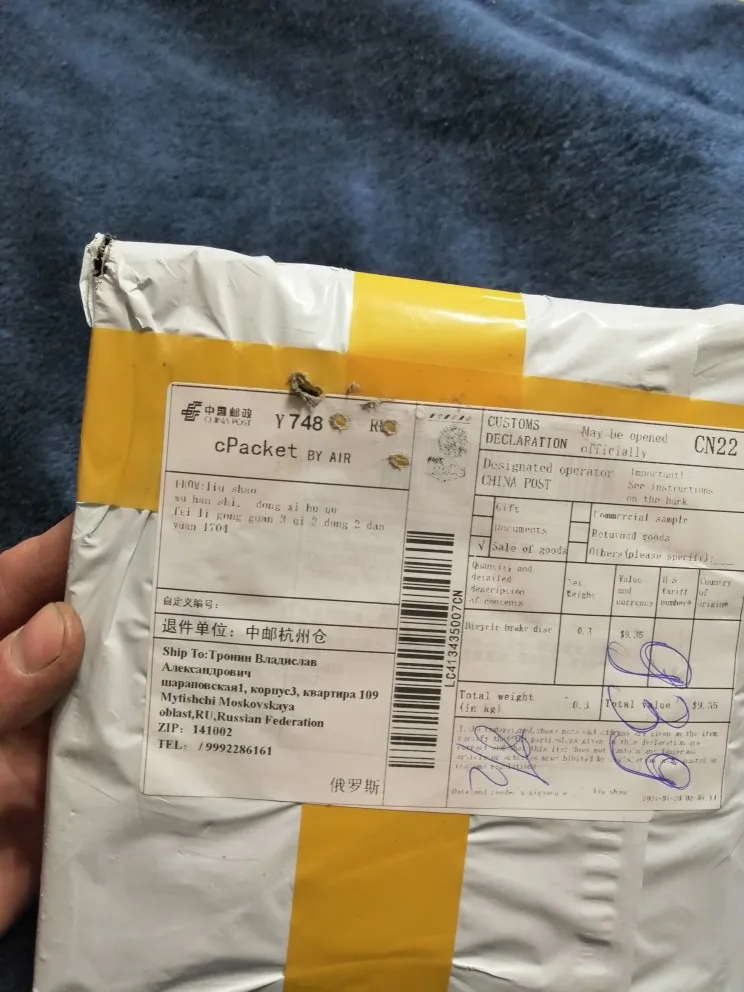 中国邮政
CHINA POST
Y748
cPacket BY AIR
FROM:liu shao
wu han shi, dong xi hu qu
fei li gong guan 3 qi 2 dong 2 dan
yuan 1704
自定义编号:
退件单位: 中邮杭州仓
Ship To:Тронин Владислав
Александрович
шараповская1, корпус3, квартира 109
Mytishchi Moskovskaya
oblast,RU,Russian Federation
ZIP: 141002
TEL: /9992286161
俄罗斯
LC413435007CN
CUSTOMS
DECLARATION
May be opened
officially
CN22
Designated operator
CHINA POST
Important!
See instructions
on the back
Gift
Documents
√ Sale of goods
Commercial sample
Returned goods
Others(please specify):
Quantity and
detailed
description
of contents
Net
Weight
Value
and
currency
H.S
tariff
number*
Country
of
origin*
Bicycle brake disc
0.3
$9.35
Total weight
(in kg)
0.3
Total value
$9.35
Date and sender's signature
liu shao